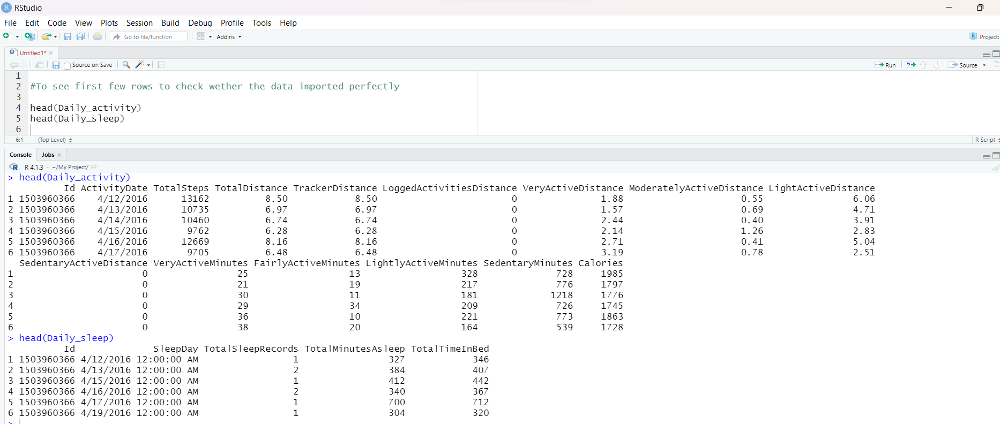 RStudio
File Edit Code View Plots Session Build Debug Profile Tools Help
Go to file/function Addins Project:
Untitled1*
Source on Save Run Source
1
2 #To see first few rows to check wether the data imported perfectly
3
4 head(Daily_activity)
5 head(Daily_sleep)
6
6:1 (Top Level) R Script
Console Jobs
R 4.1.3 · ~/My Project/
> head(Daily_activity)
Id ActivityDate TotalSteps TotalDistance TrackerDistance LoggedActivitiesDistance VeryActiveDistance ModeratelyActiveDistance LightActiveDistance
1 1503960366 4/12/2016 13162 8.50 8.50 0 1.88 0.55 6.06
2 1503960366 4/13/2016 10735 6.97 6.97 0 1.57 0.69 4.71
3 1503960366 4/14/2016 10460 6.74 6.74 0 2.44 0.40 3.91
4 1503960366 4/15/2016 9762 6.28 6.28 0 2.14 1.26 2.83
5 1503960366 4/16/2016 12669 8.16 8.16 0 2.71 0.41 5.04
6 1503960366 4/17/2016 9705 6.48 6.48 0 3.19 0.78 2.51
SedentaryActiveDistance VeryActiveMinutes FairlyActiveMinutes LightlyActiveMinutes SedentaryMinutes Calories
1 0 25 13 328 728 1985
2 0 21 19 217 776 1797
3 0 30 11 181 1218 1776
4 0 29 34 209 726 1745
5 0 36 10 221 773 1863
6 0 38 20 164 539 1728
> head(Daily_sleep)
Id SleepDay TotalSleepRecords TotalMinutesAsleep TotalTimeInBed
1 1503960366 4/12/2016 12:00:00 AM 1 327 346
2 1503960366 4/13/2016 12:00:00 AM 2 384 407
3 1503960366 4/15/2016 12:00:00 AM 1 412 442
4 1503960366 4/16/2016 12:00:00 AM 2 340 367
5 1503960366 4/17/2016 12:00:00 AM 1 700 712
6 1503960366 4/19/2016 12:00:00 AM 1 304 320
>